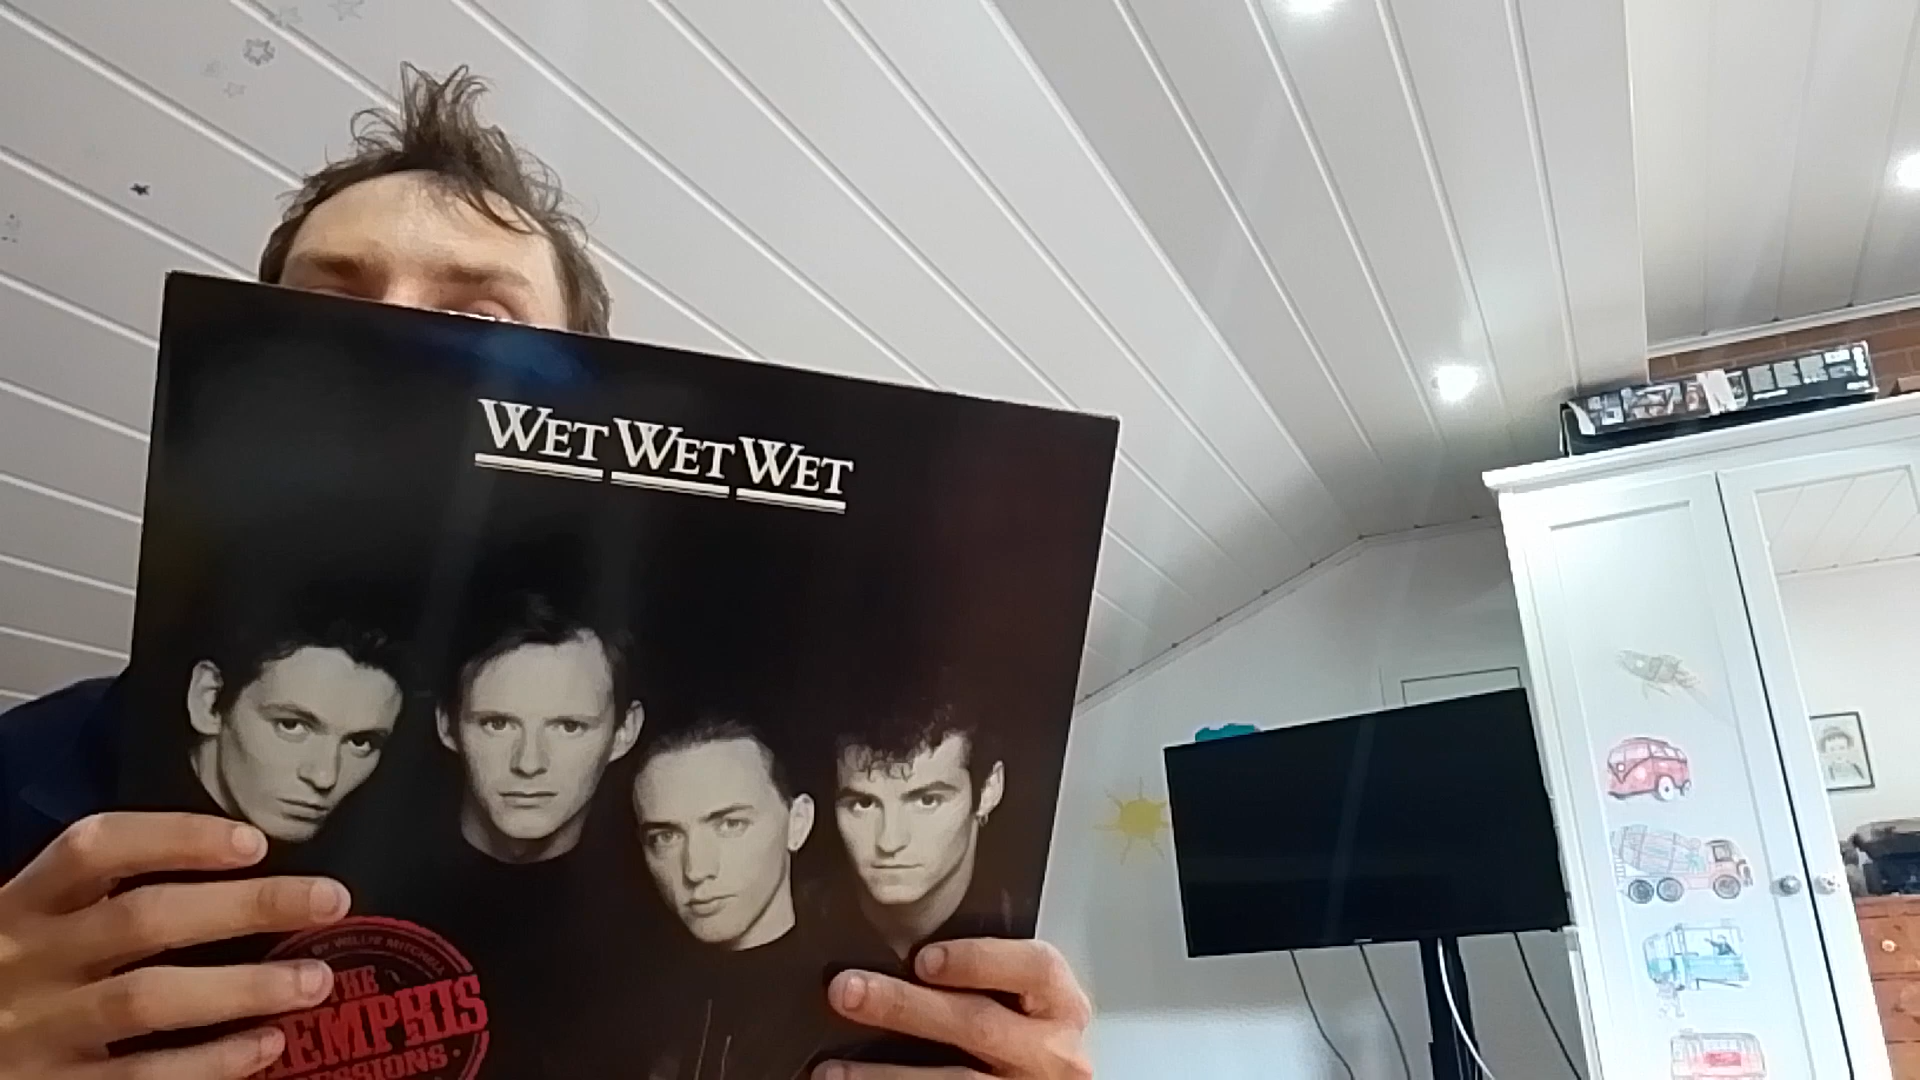 WET WET WET
BY WILLIE MITCHELL
THE
MEMPHIS
SESSIONS